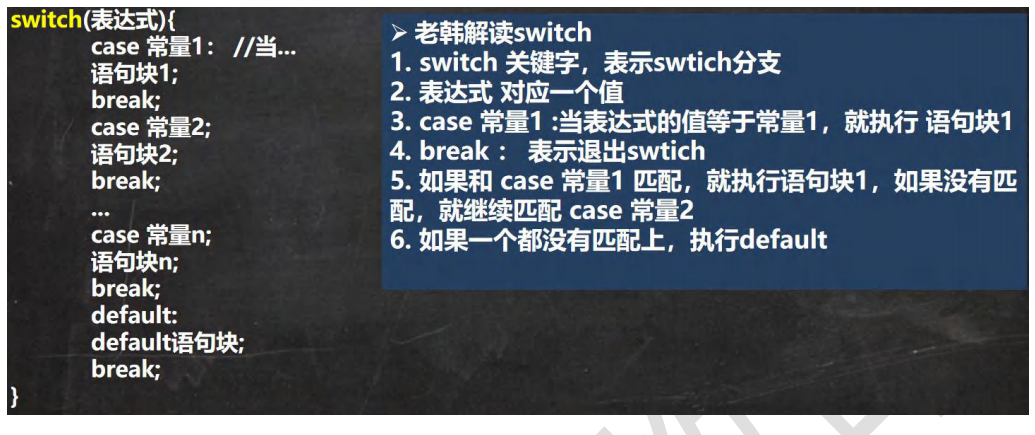 switch(表达式){
case 常量1： //当...
语句块1;
break;
case 常量2;
语句块2;
break;
...
case 常量n;
语句块n;
break;
default:
default语句块;
break;
}
➢ 老韩解读switch
1. switch 关键字，表示swtich分支
2. 表达式 对应一个值
3. case 常量1 :当表达式的值等于常量1，就执行 语句块1
4. break ： 表示退出swtich
5. 如果和 case 常量1 匹配，就执行语句块1，如果没有匹
配，就继续匹配 case 常量2
6. 如果一个都没有匹配上，执行default